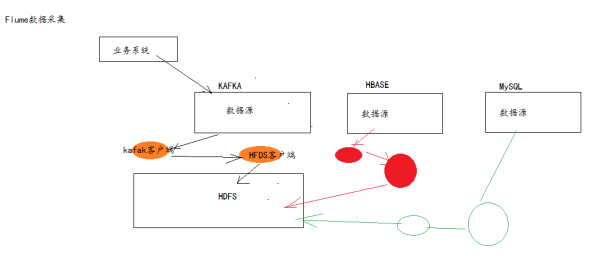 Flume数据采集
业务系统
KAFKA
HBASE
MySQL
数据源
数据源
数据源
kafak客户端
HFDS客户端
HDFS